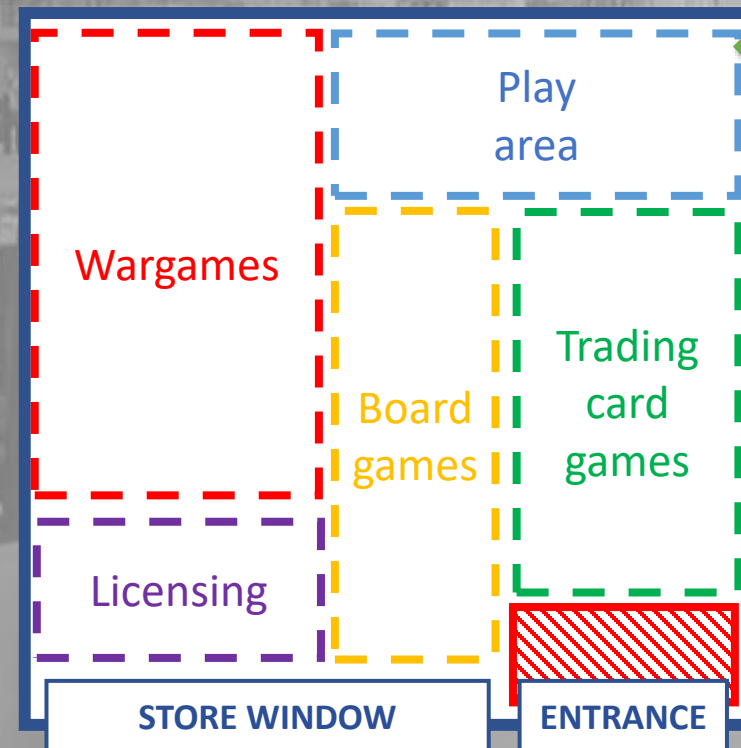 Play
area
Wargames
Trading
card
games
Board
games
Licensing
STORE WINDOW
ENTRANCE